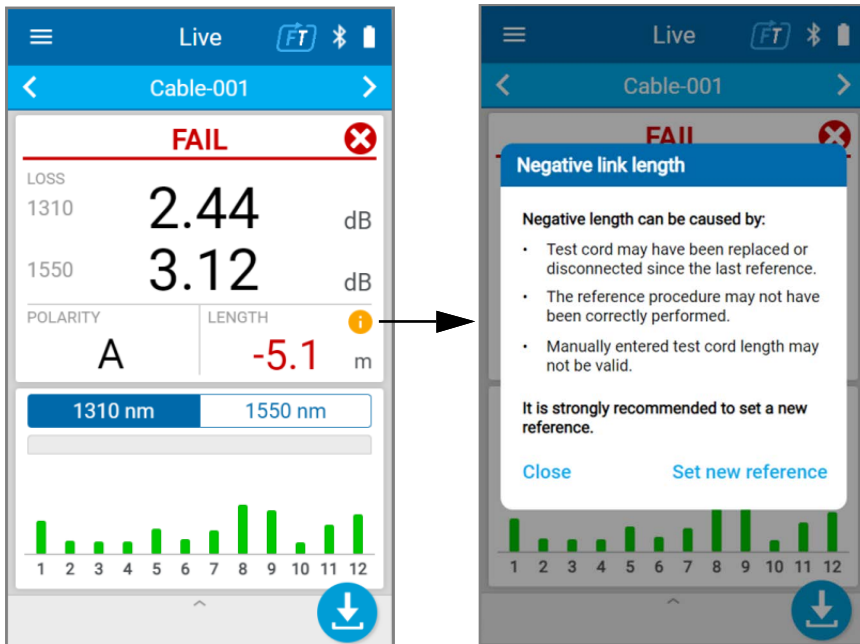 Live FT
Cable-001
FAIL
LOSS
1310 2.44 dB
1550 3.12 dB
POLARITY LENGTH i
A -5.1 m
1310 nm 1550 nm
1 2 3 4 5 6 7 8 9 10 11 12
Live FT
Cable-001
FAIL
Negative link length
Negative length can be caused by:
• Test cord may have been replaced or
disconnected since the last reference.
• The reference procedure may not have
been correctly performed.
• Manually entered test cord length may
not be valid.
It is strongly recommended to set a new
reference.
Close Set new reference
1 2 3 4 5 6 7 8 9 10 11 12